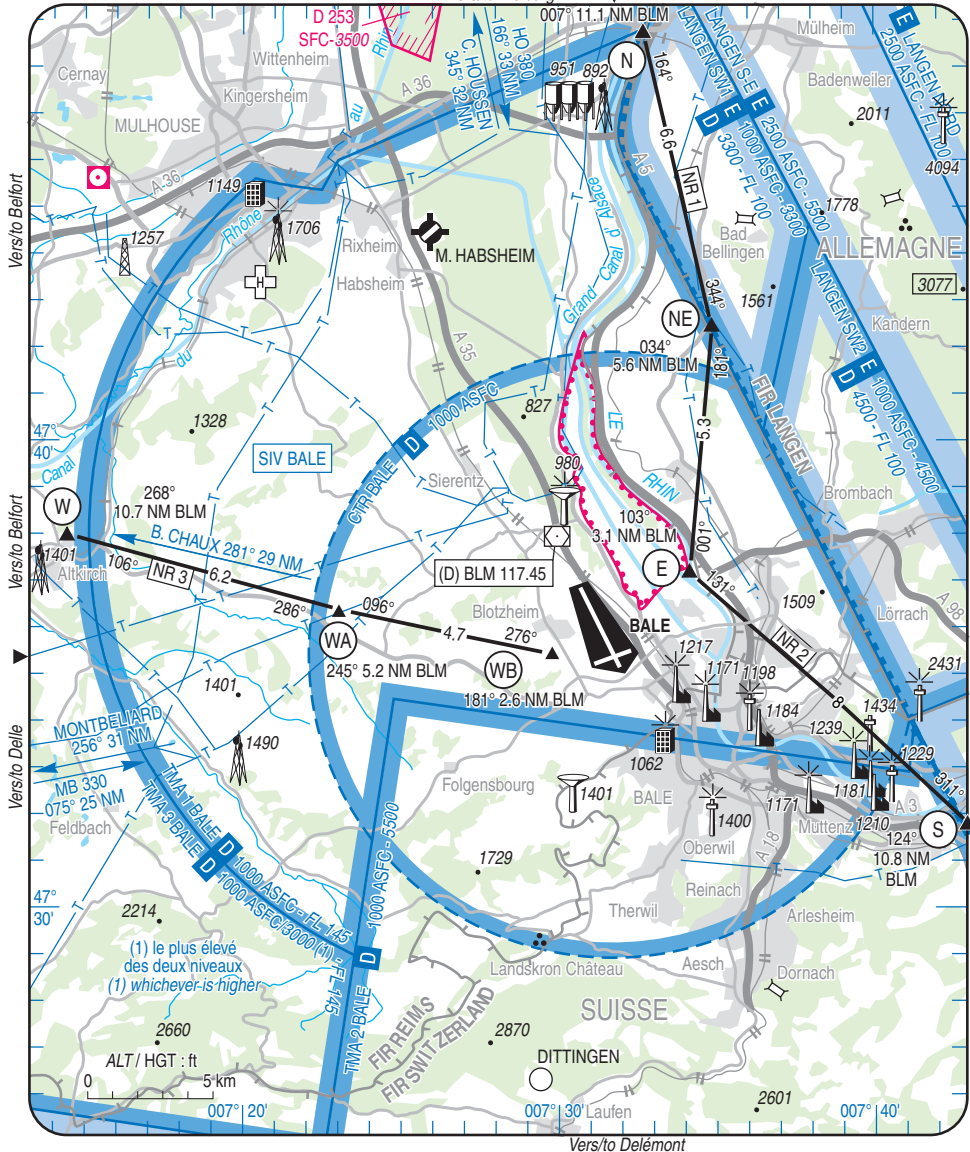 007° 11.1 NM BLM
D 253
SFC-3500
Rhin
au
Wittenheim
Cernay
Kingersheim
MULHOUSE
A 36
C. HOUSSEN
345° 32 NM
HO 380
166° 33 NM
951
892
N
164°
6.6
NR 1
A 5
LANGEN SW1
D 3300 - FL 100
E 1000 ASFC - 3300
LANGEN S-E
E 2500 ASFC - 5500
E LANGEN NORD
2500 ASFC - FL 100
Mülheim
Badenweiler
2011
4094
Vers/to Belfort
A-36
1149
1706
1257
Rhône
Rixheim
Habsheim
H
M. HABSHEIM
Grand Canal d'Alsace
Bad
Bellingen
1778
ALLEMAGNE
3077
1561
Kandern
344°
NE
034°
5.6 NM BLM
181°
du
A 35
827
1328
47°
40'
Canal
SIV BALE
CTR BALE D 1000 ASFC
Sierentz
LE
RHIN
5.3
FIR LANGEN
LANGEN SW2
D 4500 - FL 100
E 1000 ASFC - 4500
Brombach
980
W
268°
10.7 NM BLM
Vers/to Belfort
1401
Altkirch
106°
NR 3
6.2
B. CHAUX 281° 29 NM
286°
096°
(D) BLM 117.45
103°
3.1 NM BLM
E
001°
131°
1509
Lörrach
A 98
Blotzheim
4.7
276°
BALE
WA
245° 5.2 NM BLM
WB
181° 2.6 NM BLM
NR 2
8
1217
1171
1198
1184
1434
2431
1239
1229
1401
1490
MONTBELIARD
256° 31 NM
MB 330
075° 25 NM
Vers/to Delle
Feldbach
TMA 1 BALE D 1000 ASFC - FL 145
TMA 3 BALE D 1000 ASFC/3000(1) - FL 145
Folgensbourg
1401
1062
BALE
1400
1171
1181
1210
A 3
311°
S
124°
10.8 NM
BLM
Müttenz
Oberwil
A 18
1729
47°
30'
Reinach
Therwil
Arlesheim
2214
(1) le plus élevé
des deux niveaux
(1) whichever is higher
TMA 2 BALE D 1000 ASFC - 5500
Landskron Château
Aesch
Dornach
FIR REIMS
FIR SWITZERLAND
SUISSE
2660
2870
ALT / HGT : ft
0
5 km
DITTINGEN
Laufen
2601
007° 20'
007° 30'
007° 40'
Vers/to Delémont